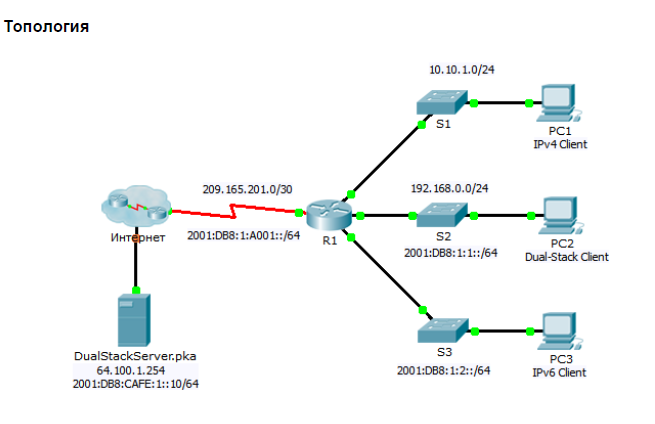 Топология
10.10.1.0/24
S1
PC1
IPv4 Client
209.165.201.0/30
192.168.0.0/24
Интернет
2001:DB8:1:A001::/64
R1
S2
2001:DB8:1:1::/64
PC2
Dual-Stack Client
DualStackServer.pka
64.100.1.254
2001:DB8:CAFE:1::10/64
S3
2001:DB8:1:2::/64
PC3
IPv6 Client